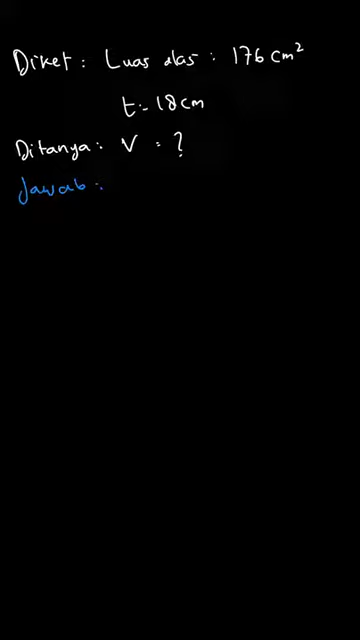 Diket : Luas alas : 176 cm²
t = 18 cm
Ditanya : V = ?
Jawab :